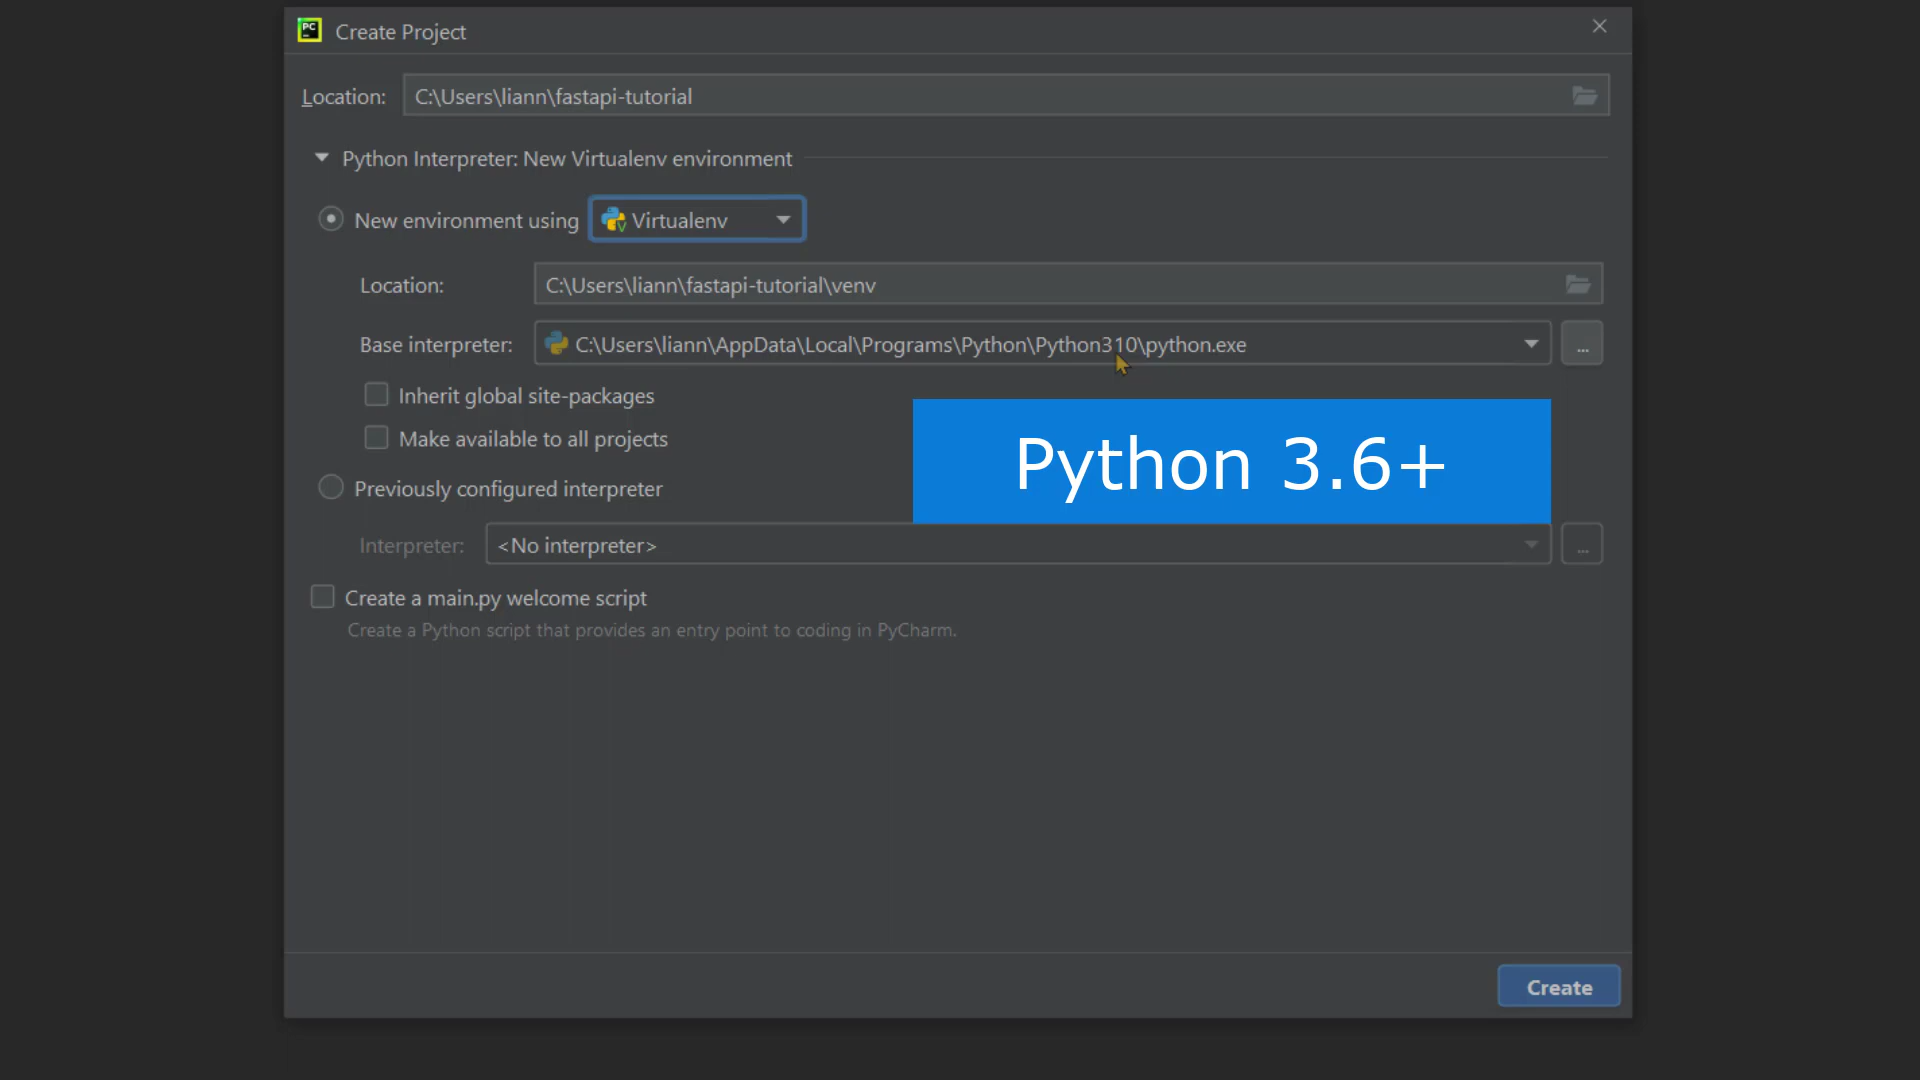 PC
Create Project
Location: C:\Users\liann\fastapi-tutorial
Python Interpreter: New Virtualenv environment
New environment using Virtualenv
Location: C:\Users\liann\fastapi-tutorial\venv
Base interpreter: C:\Users\liann\AppData\Local\Programs\Python\Python310\python.exe ...
Inherit global site-packages
Make available to all projects
Python 3.6+
Previously configured interpreter
Interpreter: <No interpreter> ...
Create a main.py welcome script
Create a Python script that provides an entry point to coding in PyCharm.
Create